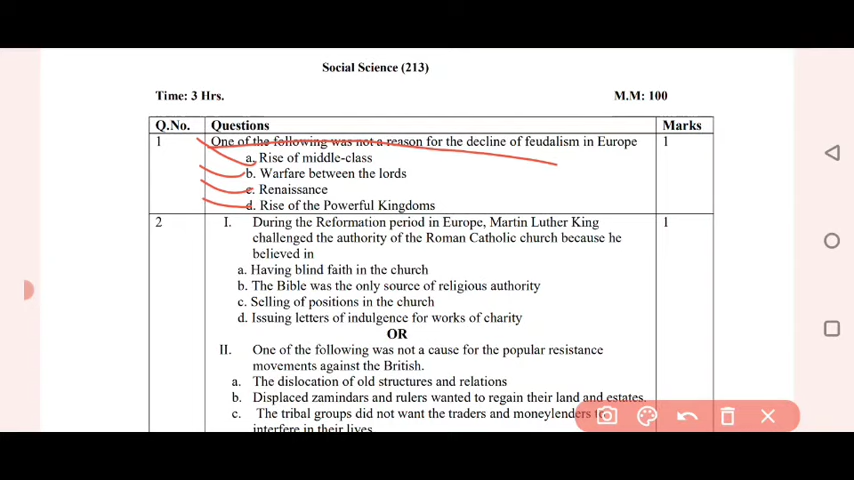 Social Science (213)
Time: 3 Hrs. M.M: 100
Q.No. Questions Marks
1 One of the following was not a reason for the decline of feudalism in Europe 1
a. Rise of middle-class
b. Warfare between the lords
c. Renaissance
d. Rise of the Powerful Kingdoms
2 I. During the Reformation period in Europe, Martin Luther King 1
challenged the authority of the Roman Catholic church because he
believed in
a. Having blind faith in the church
b. The Bible was the only source of religious authority
c. Selling of positions in the church
d. Issuing letters of indulgence for works of charity
OR
II. One of the following was not a cause for the popular resistance
movements against the British.
a. The dislocation of old structures and relations
b. Displaced zamindars and rulers wanted to regain their land and estates.
c. The tribal groups did not want the traders and moneylenders
interfere in their lives